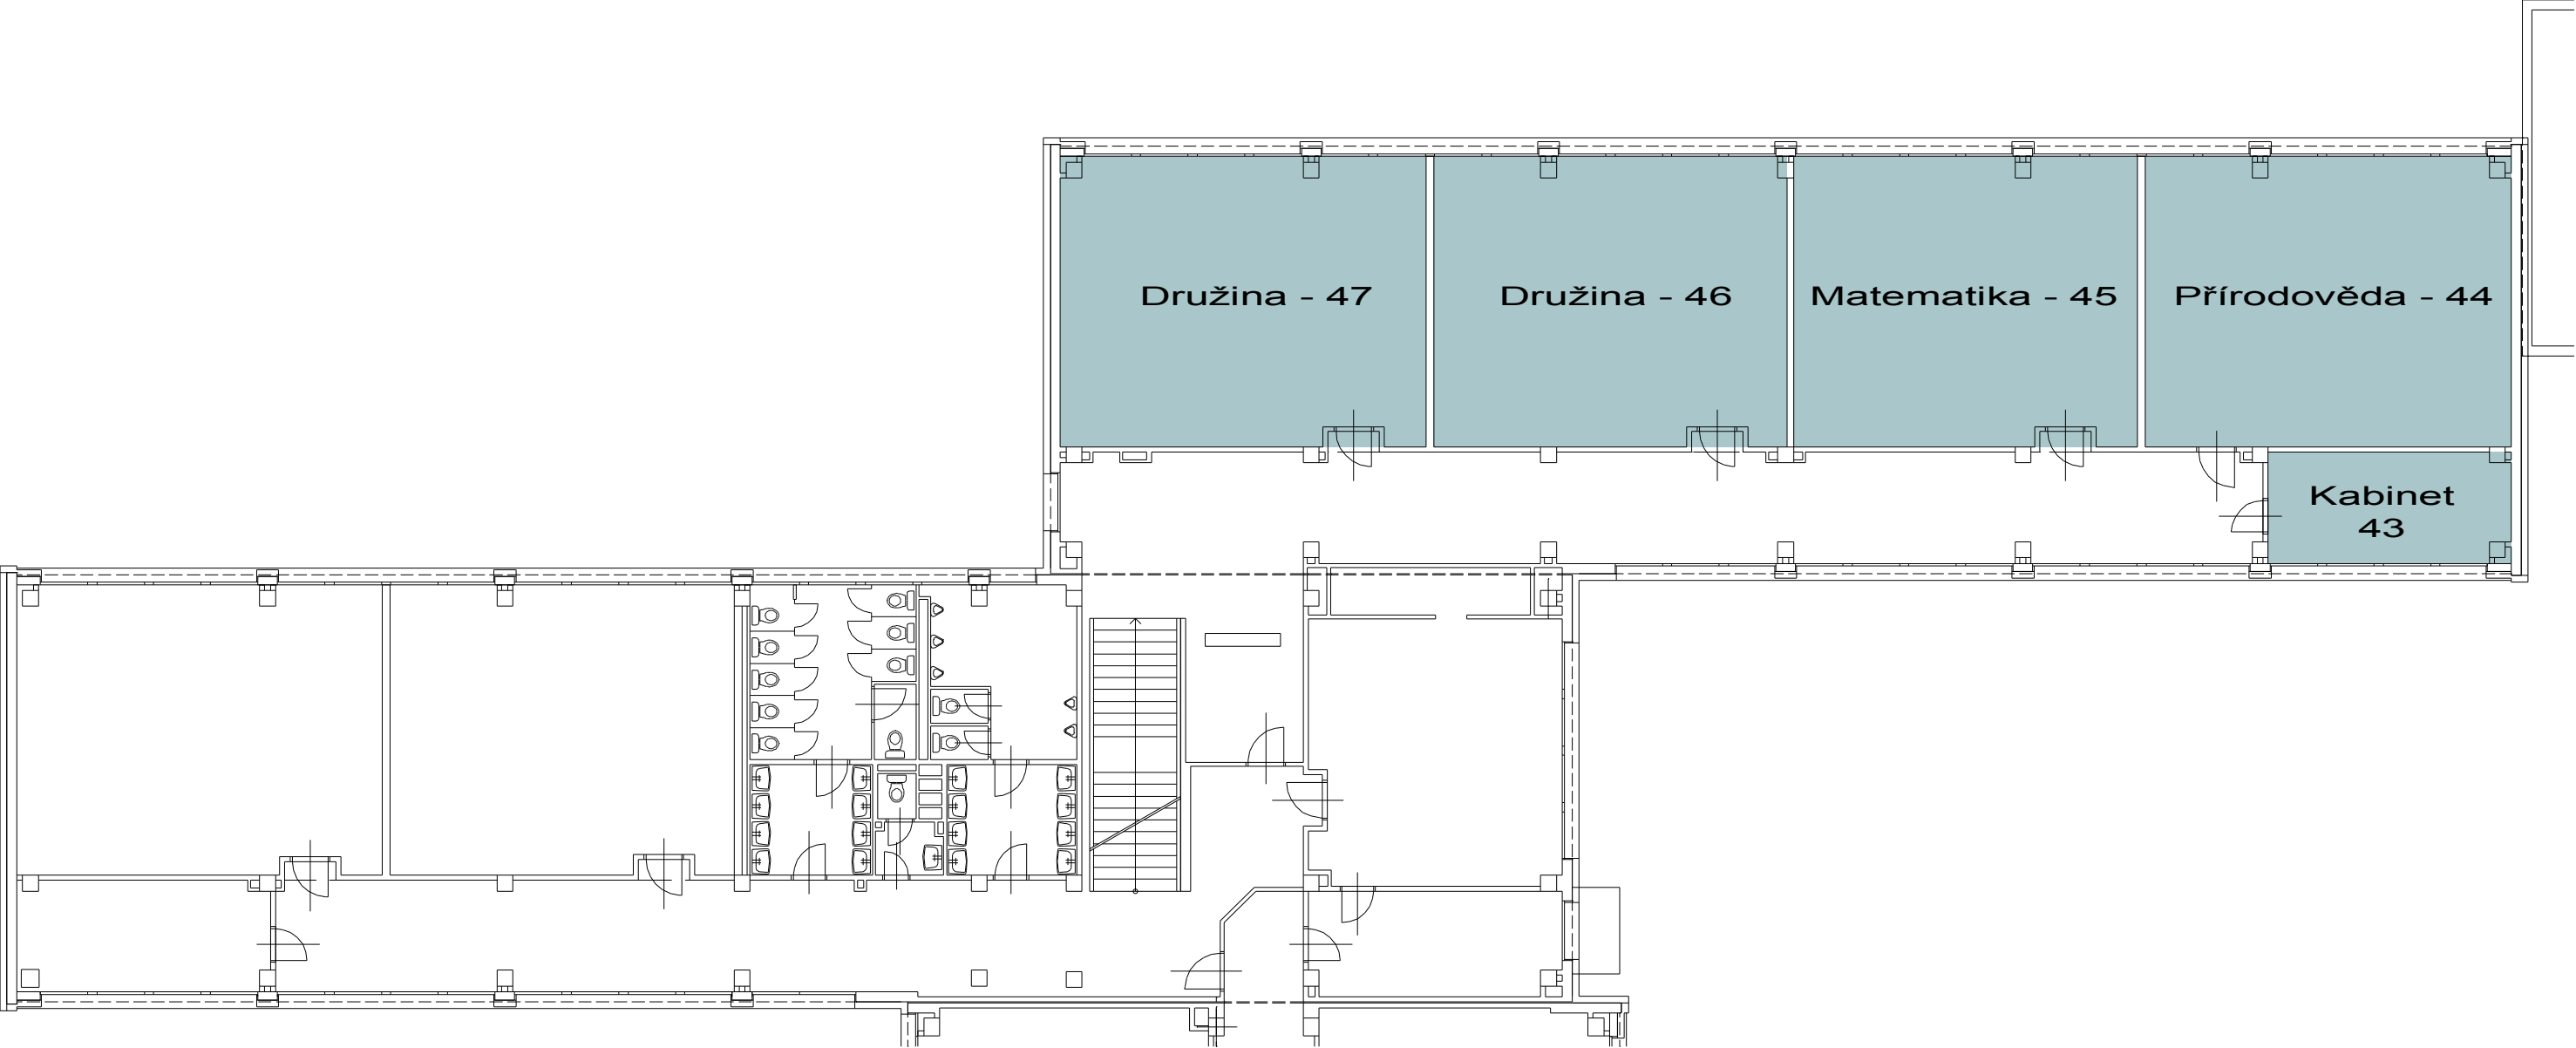 Družina - 47
Družina - 46
Matematika - 45
Přírodověda - 44
Kabinet
43